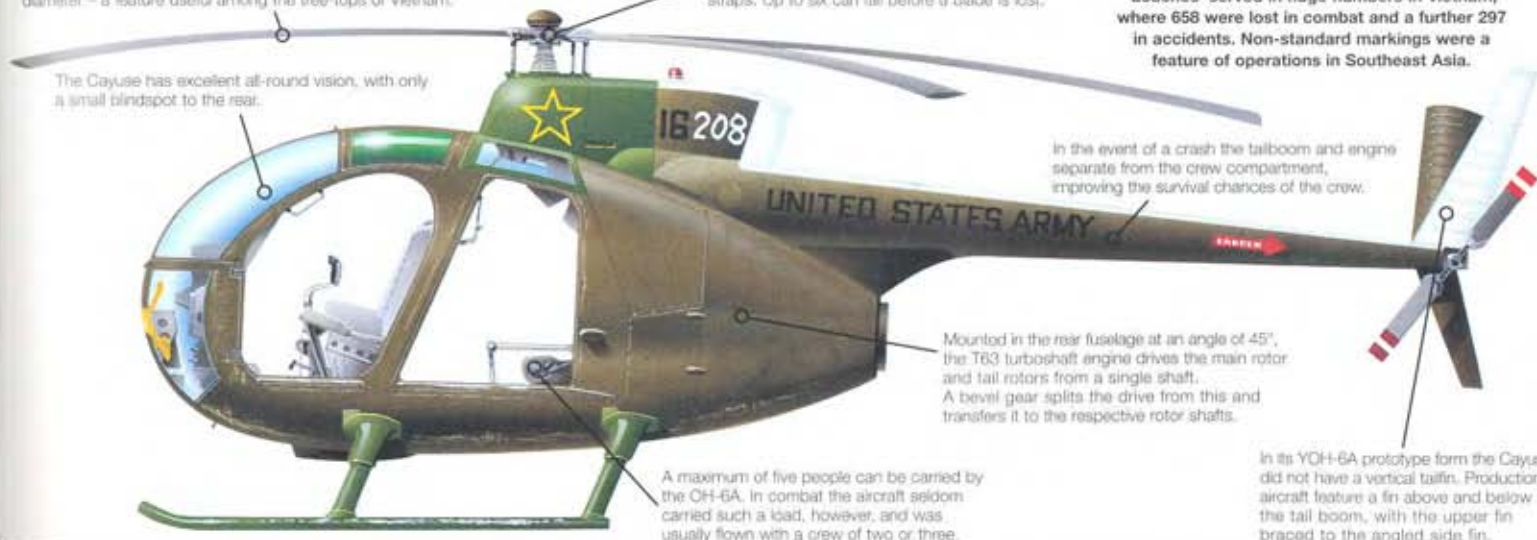 diameter – a feature useful among the tree-tops of Vietnam.
straps. Up to six can fail before a blade is lost.
served in huge numbers in Vietnam,
where 658 were lost in combat and a further 297
in accidents. Non-standard markings were a
feature of operations in Southeast Asia.
The Cayuse has excellent all-round vision, with only
a small blindspot to the rear.
16208
In the event of a crash the tailboom and engine
separate from the crew compartment,
improving the survival chances of the crew.
UNITED STATES ARMY
DANGER
Mounted in the rear fuselage at an angle of 45°,
the T63 turboshaft engine drives the main rotor
and tail rotors from a single shaft.
A bevel gear splits the drive from this and
transfers it to the respective rotor shafts.
A maximum of five people can be carried by
the OH-6A. In combat the aircraft seldom
carried such a load, however, and was
usually flown with a crew of two or three.
In its YOH-6A prototype form the Cayu
did not have a vertical tailfin. Production
aircraft feature a fin above and below
the tail boom, with the upper fin
braced to the angled side fin.